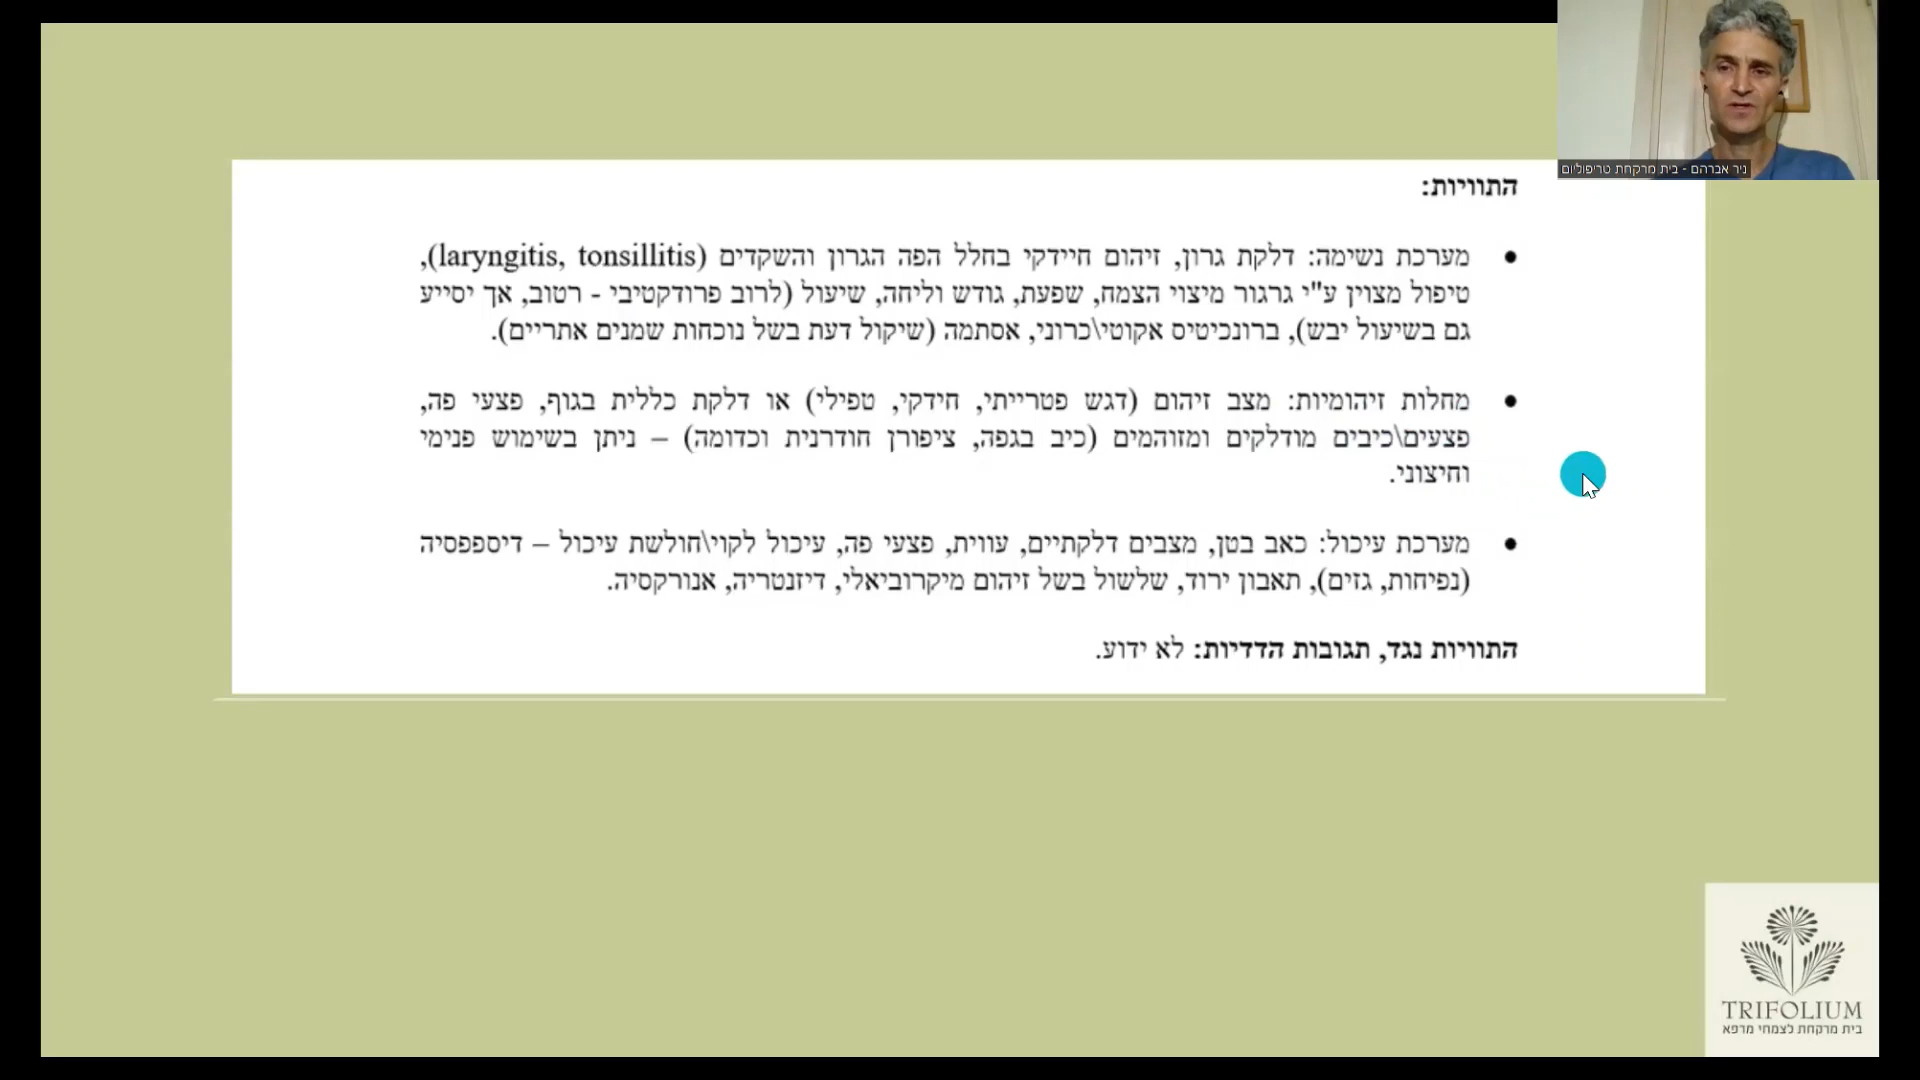 ניר אברהם - בית מרקחת טריפוליום
התוויות:
• מערכת נשימה: דלקת גרון, זיהום חיידקי בחלל הפה הגרון והשקדים (laryngitis, tonsillitis),
טיפול מצוין ע"י גרגור מיצוי הצמח, שפעת, גודש וליחה, שיעול (לרוב פרודקטיבי - רטוב, אך יסייע
גם בשיעול יבש), ברונכיטיס אקוטי\כרוני, אסתמה (שיקול דעת בשל נוכחות שמנים אתריים).
• מחלות זיהומיות: מצב זיהום (דגש פטרייתי, חידקי, טפילי) או דלקת כללית בגוף, פצעי פה,
פצעים\כיבים מודלקים ומזוהמים (כיב בגפה, ציפורן חודרנית וכדומה) – ניתן בשימוש פנימי
וחיצוני.
• מערכת עיכול: כאב בטן, מצבים דלקתיים, עווית, פצעי פה, עיכול לקוי\חולשת עיכול – דיספפסיה
(נפיחות, גזים), תאבון ירוד, שלשול בשל זיהום מיקרוביאלי, דיזנטריה, אנורקסיה.
התוויות נגד, תגובות הדדיות: לא ידוע.
TRIFOLIUM
בית מרקחת לצמחי מרפא